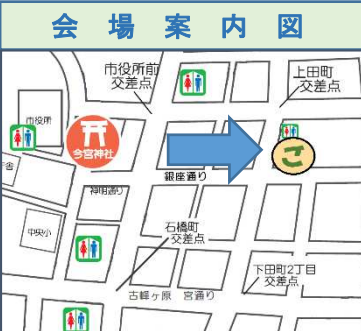 会場案内図
市役所前
交差点
上田町
交差点
市役所
今宮神社
こ
銀座通り
神明通り
石橋町
交差点
中央小
下田町2丁目
交差点
古峰ヶ原 宮通り